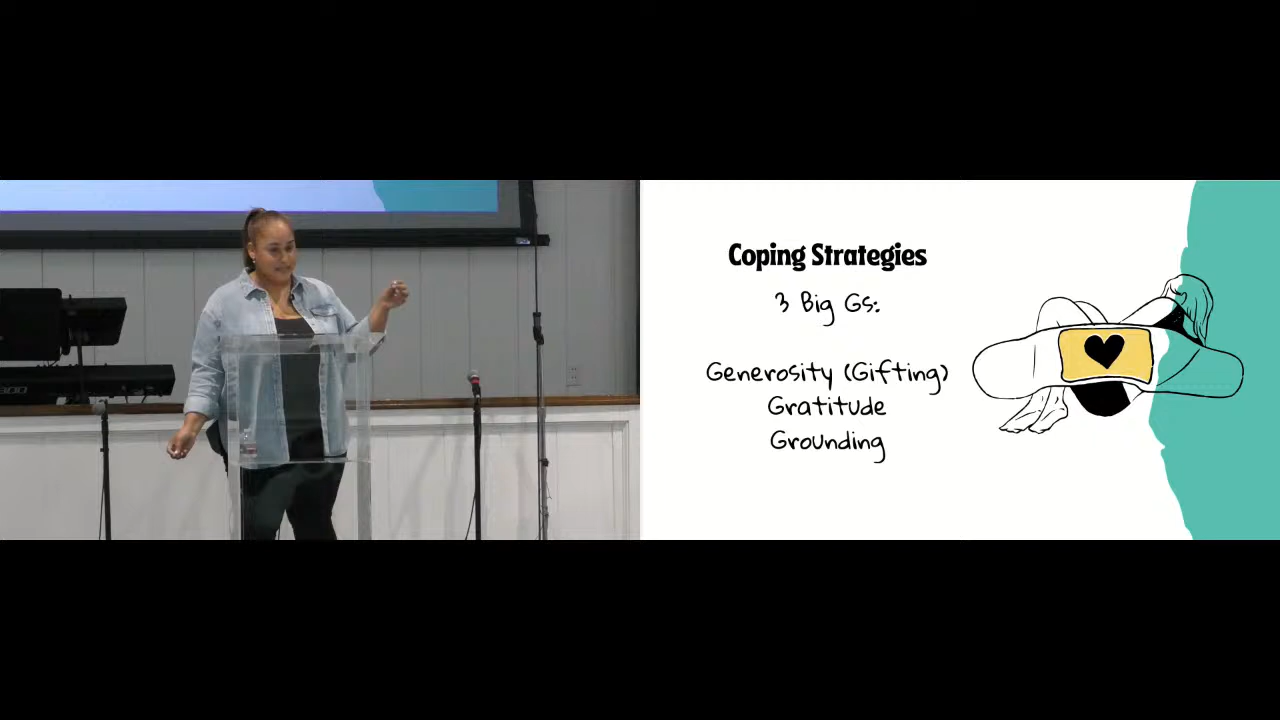 Coping Strategies
3 Big Gs:
Generosity (Gifting)
Gratitude
Grounding